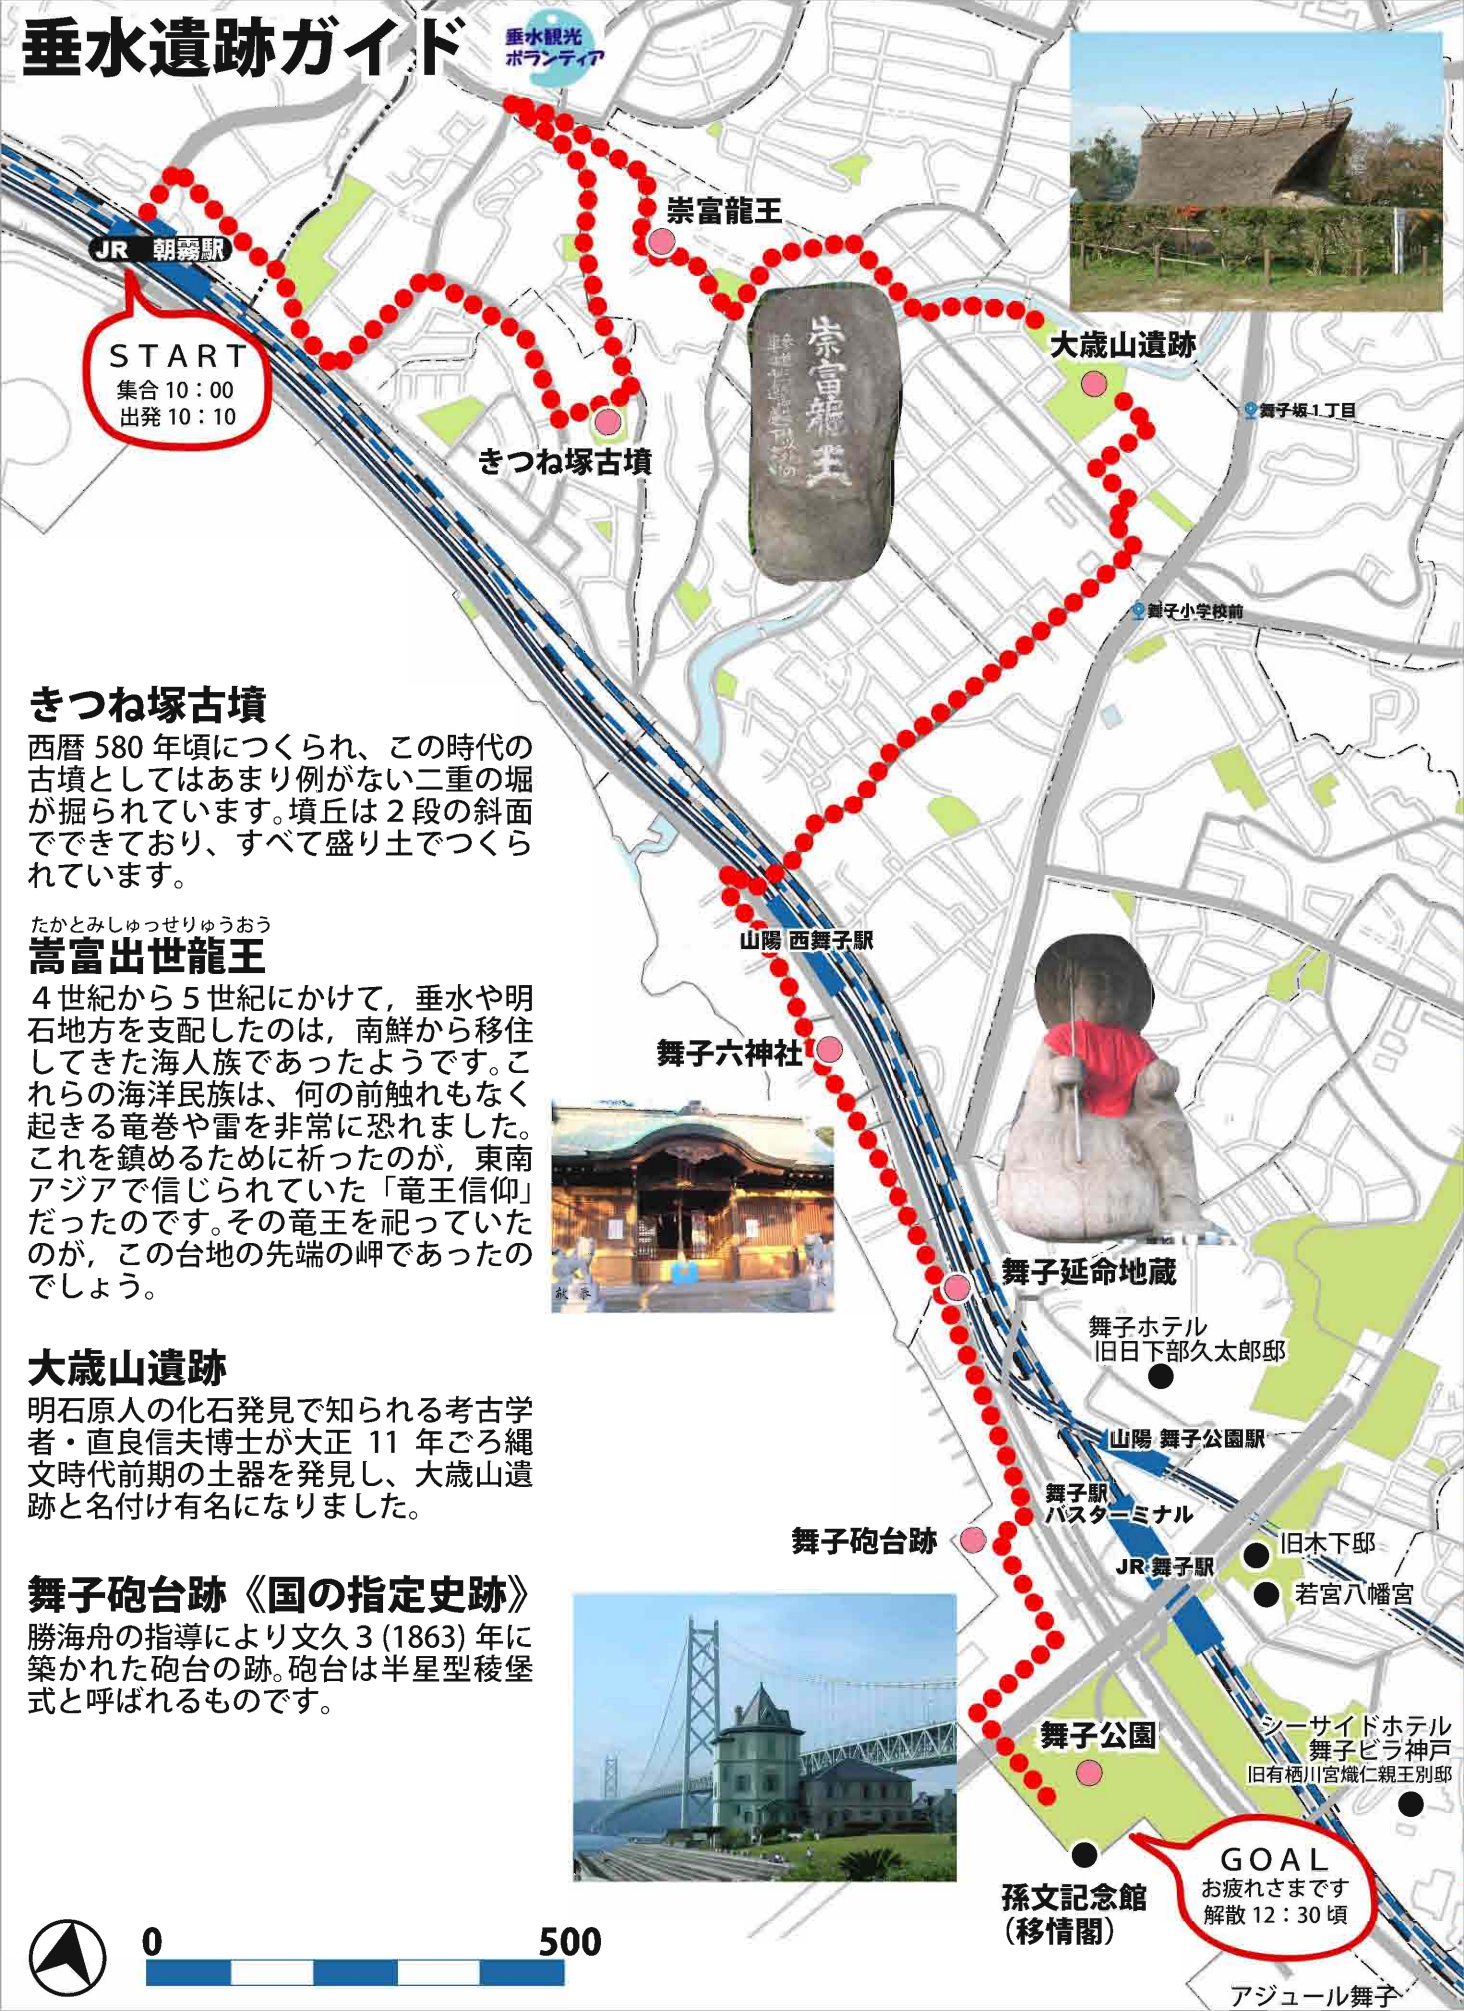 垂水遺跡ガイド
垂水観光
ボランティア
JR 朝霧駅
START
集合 10：00
出発 10：10
崇富龍王
崇富龍王
大歳山遺跡
舞子坂１丁目
きつね塚古墳
舞子小学校前
きつね塚古墳
西暦 580 年頃につくられ、この時代の
古墳としてはあまり例がない二重の堀
が掘られています。墳丘は２段の斜面
でできており、すべて盛り土でつくら
れています。
たかとみしゅっせりゅうおう
嵩富出世龍王
４世紀から５世紀にかけて，垂水や明
石地方を支配したのは，南鮮から移住
してきた海人族であったようです。こ
れらの海洋民族は、何の前触れもなく
起きる竜巻や雷を非常に恐れました。
これを鎮めるために祈ったのが，東南
アジアで信じられていた「竜王信仰」
だったのです。その竜王を祀っていた
のが，この台地の先端の岬であったの
でしょう。
大歳山遺跡
明石原人の化石発見で知られる考古学
者・直良信夫博士が大正 11 年ごろ縄
文時代前期の土器を発見し、大歳山遺
跡と名付け有名になりました。
舞子砲台跡《国の指定史跡》
勝海舟の指導により文久３(1863) 年に
築かれた砲台の跡。砲台は半星型稜堡
式と呼ばれるものです。
山陽 西舞子駅
舞子六神社
献
奉
舞子延命地蔵
舞子ホテル
旧日下部久太郎邸
山陽 舞子公園駅
舞子駅
バスターミナル
舞子砲台跡
JR 舞子駅
旧木下邸
若宮八幡宮
舞子公園
シーサイドホテル
舞子ビラ神戸
旧有栖川宮熾仁親王別邸
GOAL
お疲れさまです
解散 12：30 頃
孫文記念館
（移情閣）
アジュール舞子
0
500